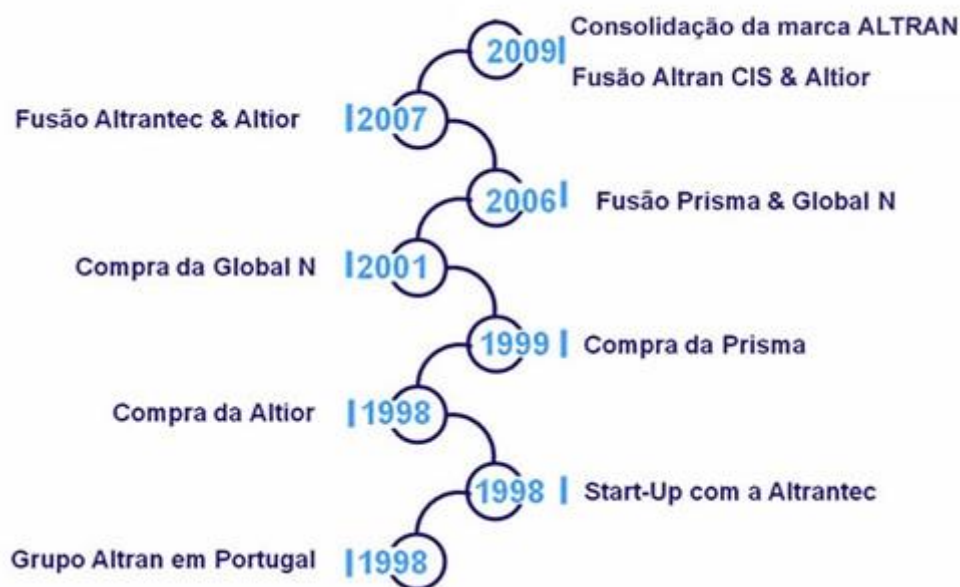 Consolidação da marca ALTRAN
2009
Fusão Altran CIS & Altior
Fusão Altrantec & Altior
2007
2006
Fusão Prisma & Global N
Compra da Global N
2001
1999
Compra da Prisma
Compra da Altior
1998
1998
Start-Up com a Altrantec
Grupo Altran em Portugal
1998